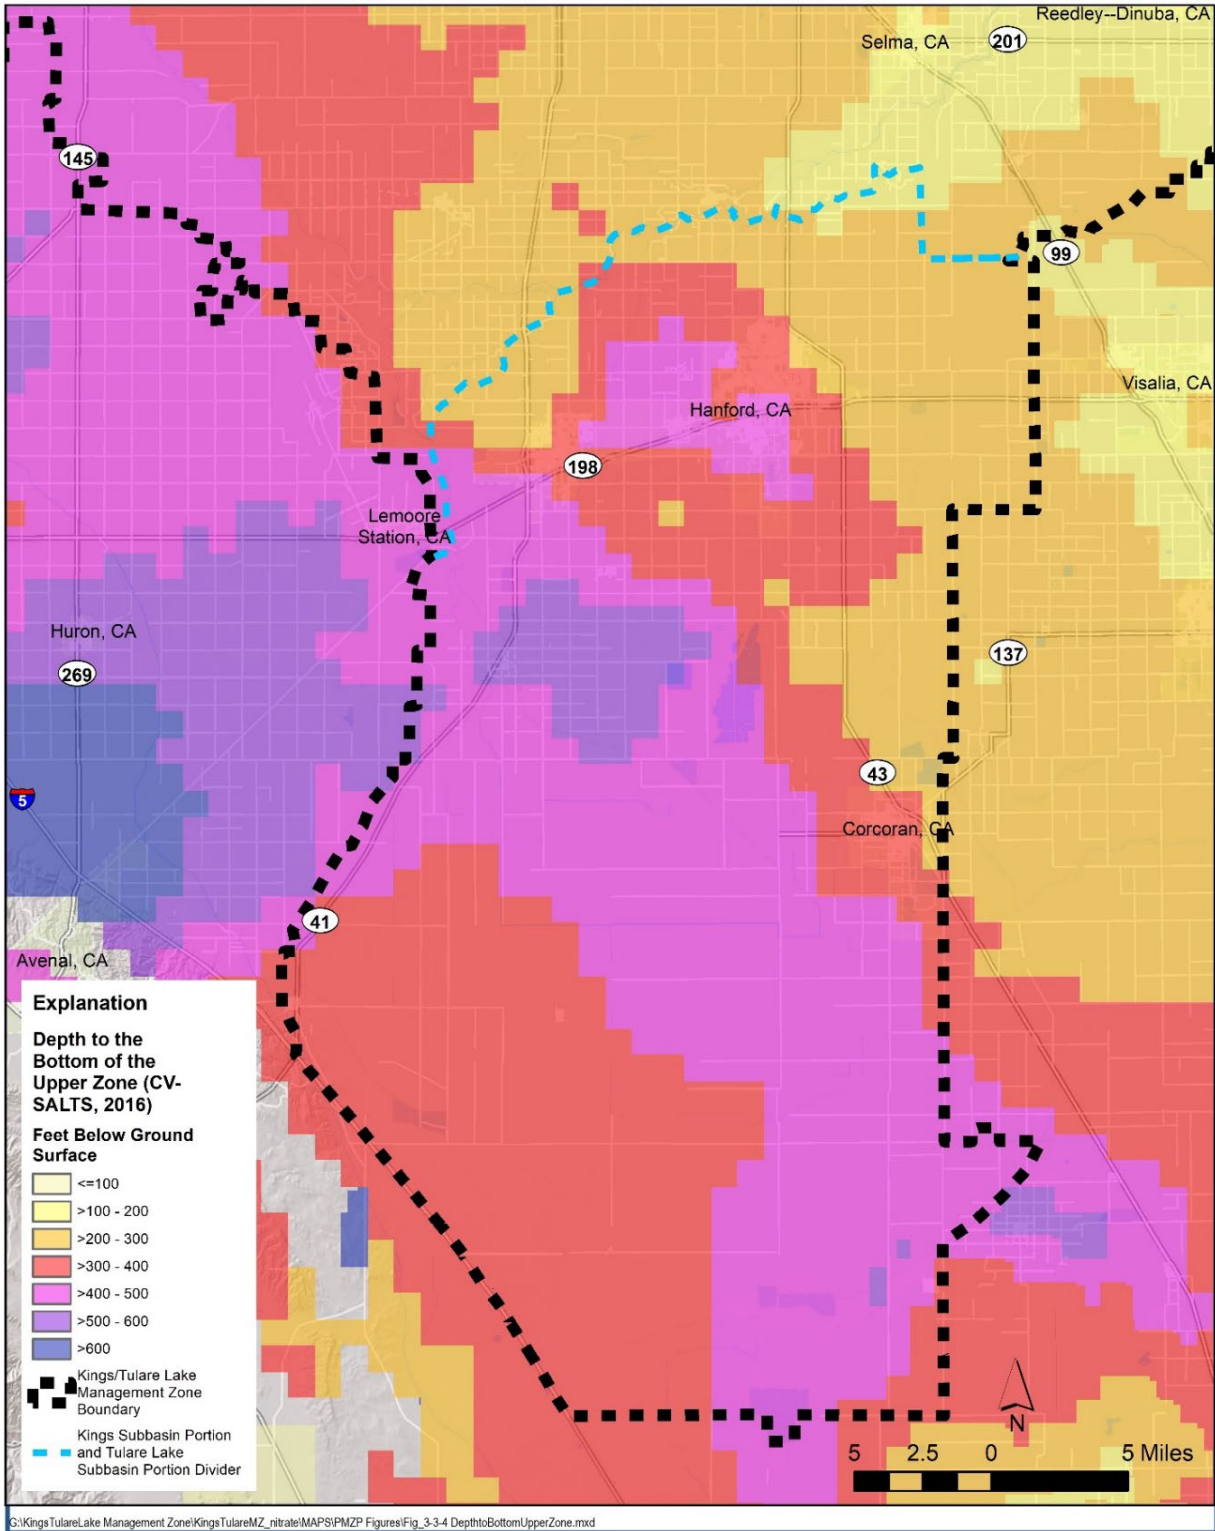 Reedley--Dinuba, CA
Selma, CA
201
145
99
Visalia, CA
Hanford, CA
198
Lemoore
Station, CA
Huron, CA
137
269
43
5
Corcoran, CA
41
Avenal, CA
Explanation
Depth to the
Bottom of the
Upper Zone (CV-
SALTS, 2016)
Feet Below Ground
Surface
<=100
>100 - 200
>200 - 300
>300 - 400
>400 - 500
>500 - 600
>600
Kings/Tulare Lake
Management Zone
Boundary
Kings Subbasin Portion
and Tulare Lake
Subbasin Portion Divider
N
5 2.5 0 5 Miles
G:\KingsTulareLake Management Zone\KingsTulareMZ_nitrate\MAPS\PMZP Figures\Fig_3-3-4 DepthtoBottomUpperZone.mxd